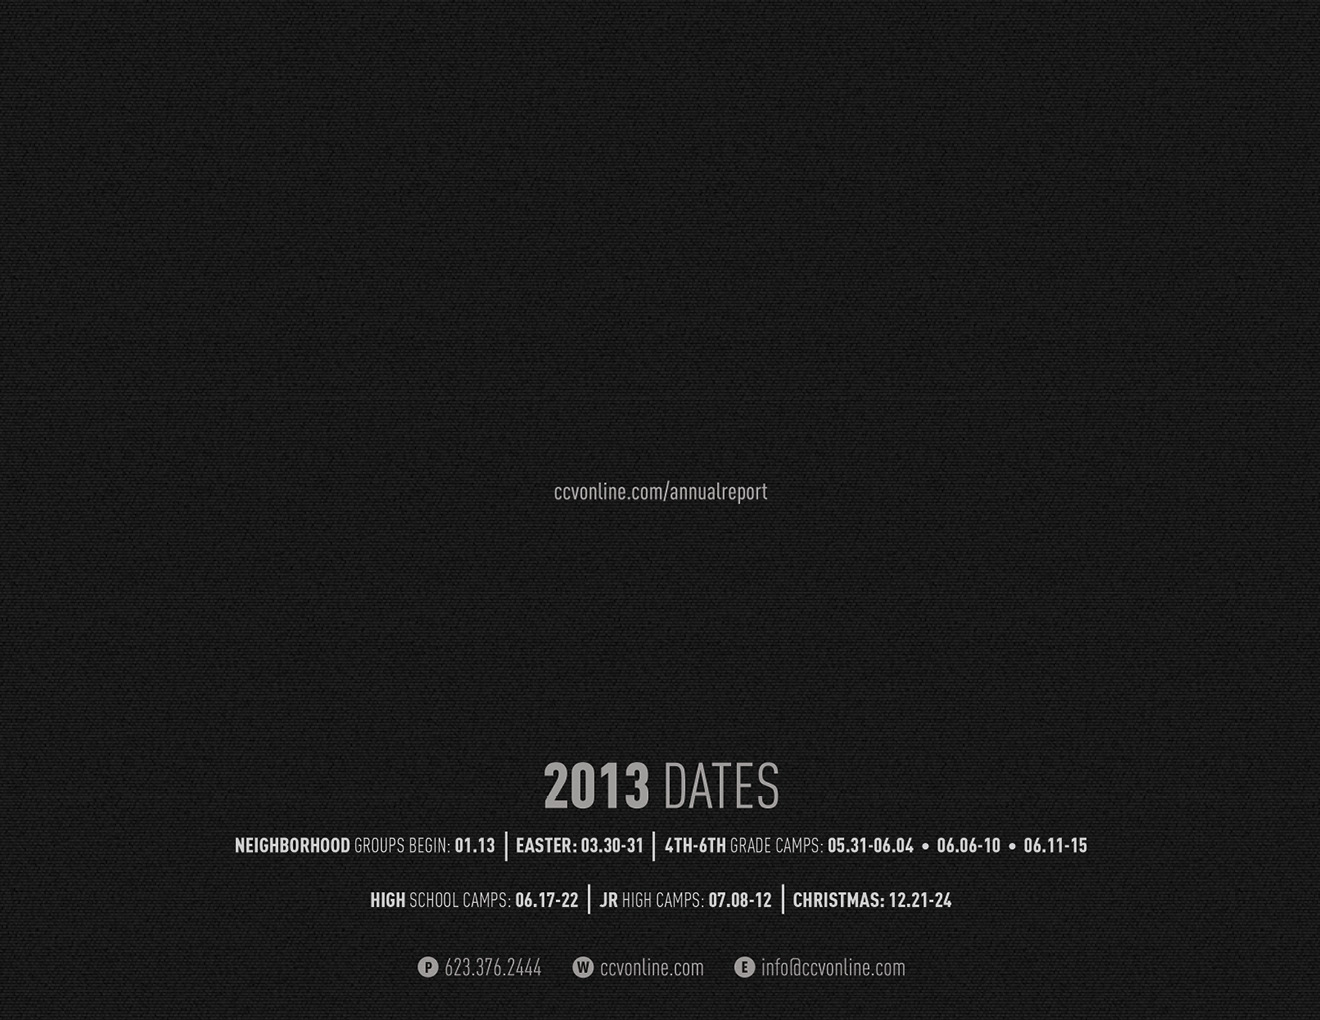 ccvonline.com/annualreport
2013 DATES
NEIGHBORHOOD GROUPS BEGIN: 01.13 | EASTER: 03.30-31 | 4TH-6TH GRADE CAMPS: 05.31-06.04 • 06.06-10 • 06.11-15
HIGH SCHOOL CAMPS: 06.17-22 | JR HIGH CAMPS: 07.08-12 | CHRISTMAS: 12.21-24
P 623.376.2444 W ccvonline.com E info@ccvonline.com